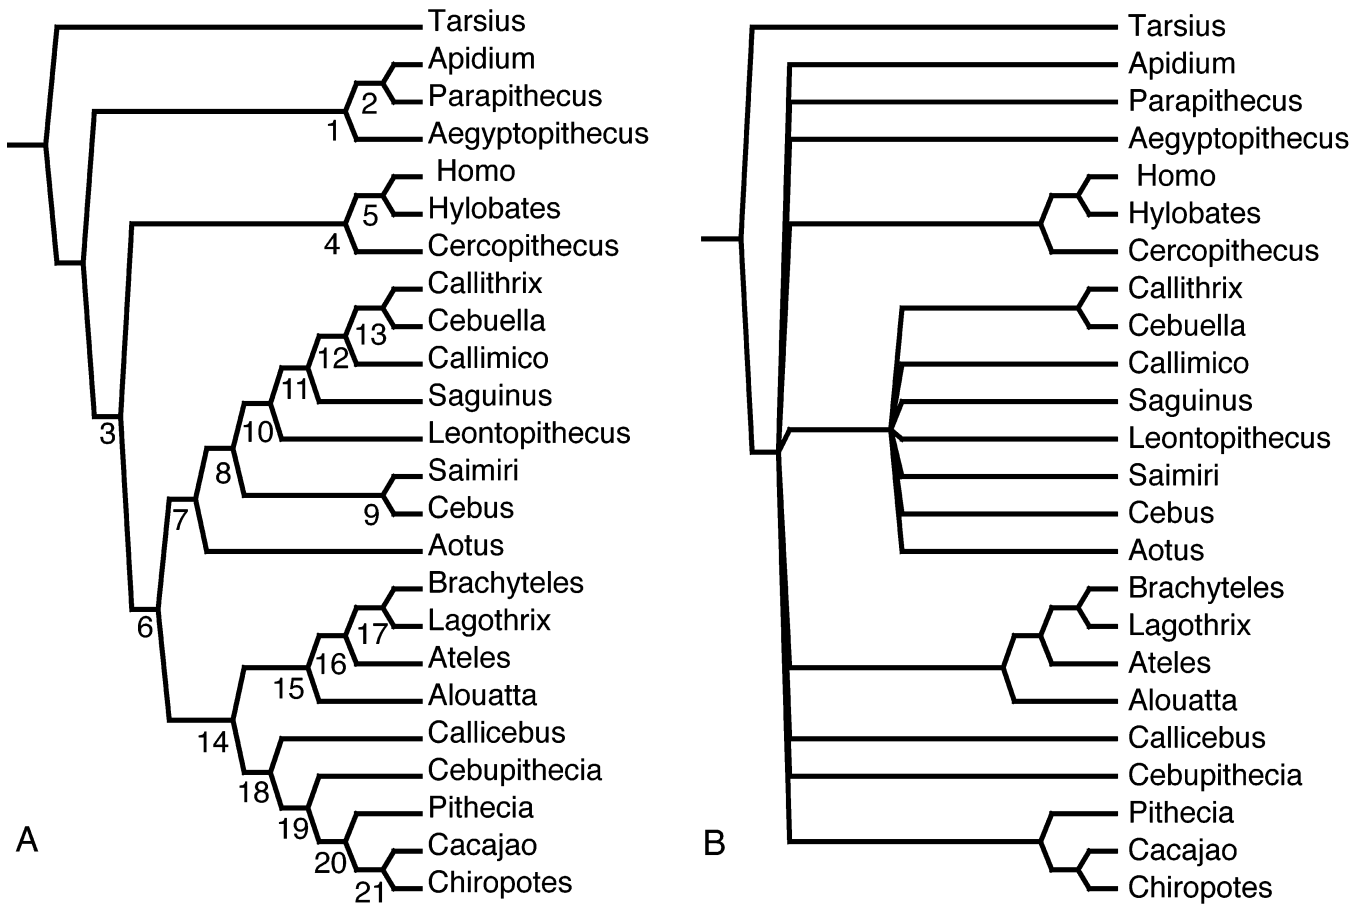 Tarsius
Apidium
2
Parapithecus
1
Aegyptopithecus
Homo
5
Hylobates
4
Cercopithecus
Callithrix
13
Cebuella
12
Callimico
11
Saguinus
3
10
Leontopithecus
8
Saimiri
7
9
Cebus
Aotus
Brachyteles
6
17
Lagothrix
16
Ateles
15
Alouatta
14
Callicebus
18
Cebupithecia
19
Pithecia
A
20
Cacajao
21
Chiropotes
Tarsius
Apidium
Parapithecus
Aegyptopithecus
Homo
Hylobates
Cercopithecus
Callithrix
Cebuella
Callimico
Saguinus
Leontopithecus
Saimiri
Cebus
Aotus
Brachyteles
Lagothrix
Ateles
Alouatta
Callicebus
Cebupithecia
Pithecia
B
Cacajao
Chiropotes